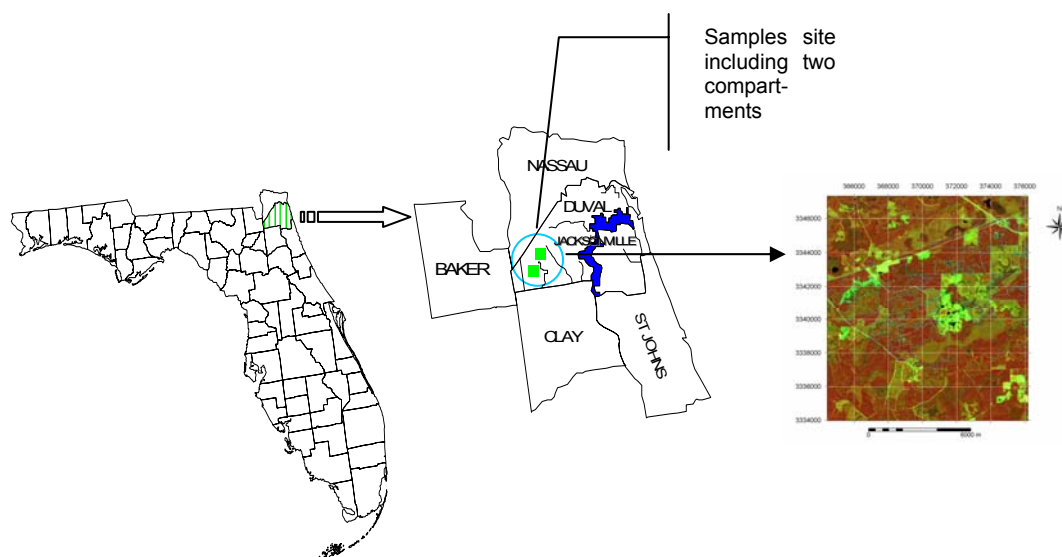 Samples site
including two
compart-
ments
NASSAU
DUVAL
JACKSONVILLE
BAKER
CLAY
ST JOHNS
366000 368000 370000 372000 374000 376000
N
3346000
3344000
3342000
3340000
3338000
3336000
3334000
0 6000 m